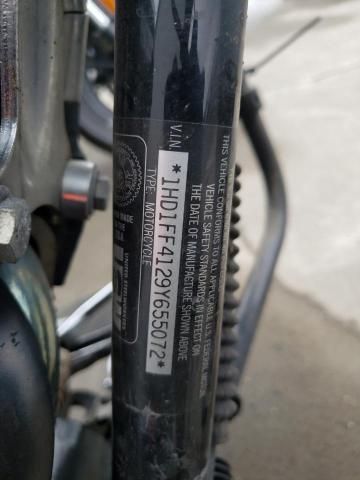 THIS VEHICLE CONFORMS TO ALL APPLICABLE U.S. FEDERAL MOTOR
VEHICLE SAFETY STANDARDS IN EFFECT ON
THE DATE OF MANUFACTURE SHOWN ABOVE
V.I.N.
*1HD1FF4129Y655072*
TYPE: MOTORCYCLE
MADE